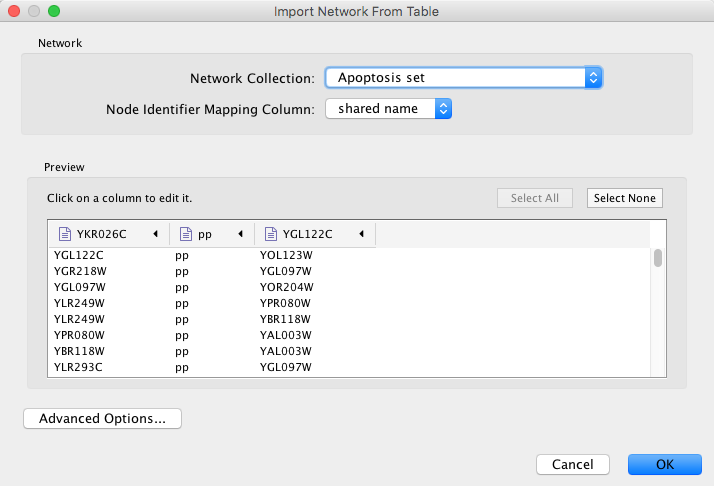 Import Network From Table
Network
Network Collection: Apoptosis set
Node Identifier Mapping Column: shared name
Preview
Click on a column to edit it. Select All Select None
YKR026C pp YGL122C
YGL122C pp YOL123W
YGR218W pp YGL097W
YGL097W pp YOR204W
YLR249W pp YPR080W
YLR249W pp YBR118W
YPR080W pp YAL003W
YBR118W pp YAL003W
YLR293C pp YGL097W
Advanced Options...
Cancel OK